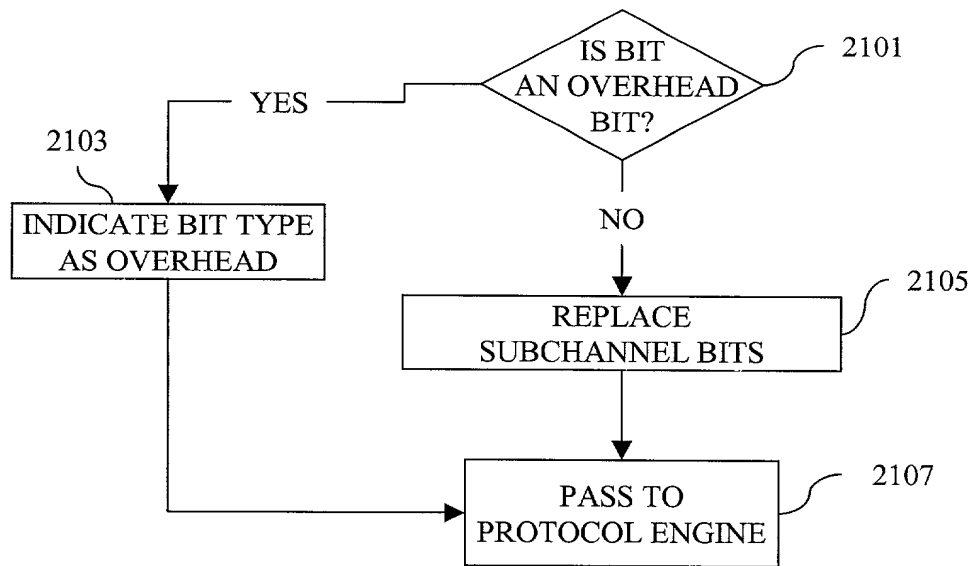 IS BIT
AN OVERHEAD
BIT?
2101
YES
2103
INDICATE BIT TYPE
AS OVERHEAD
NO
2105
REPLACE
SUBCHANNEL BITS
2107
PASS TO
PROTOCOL ENGINE